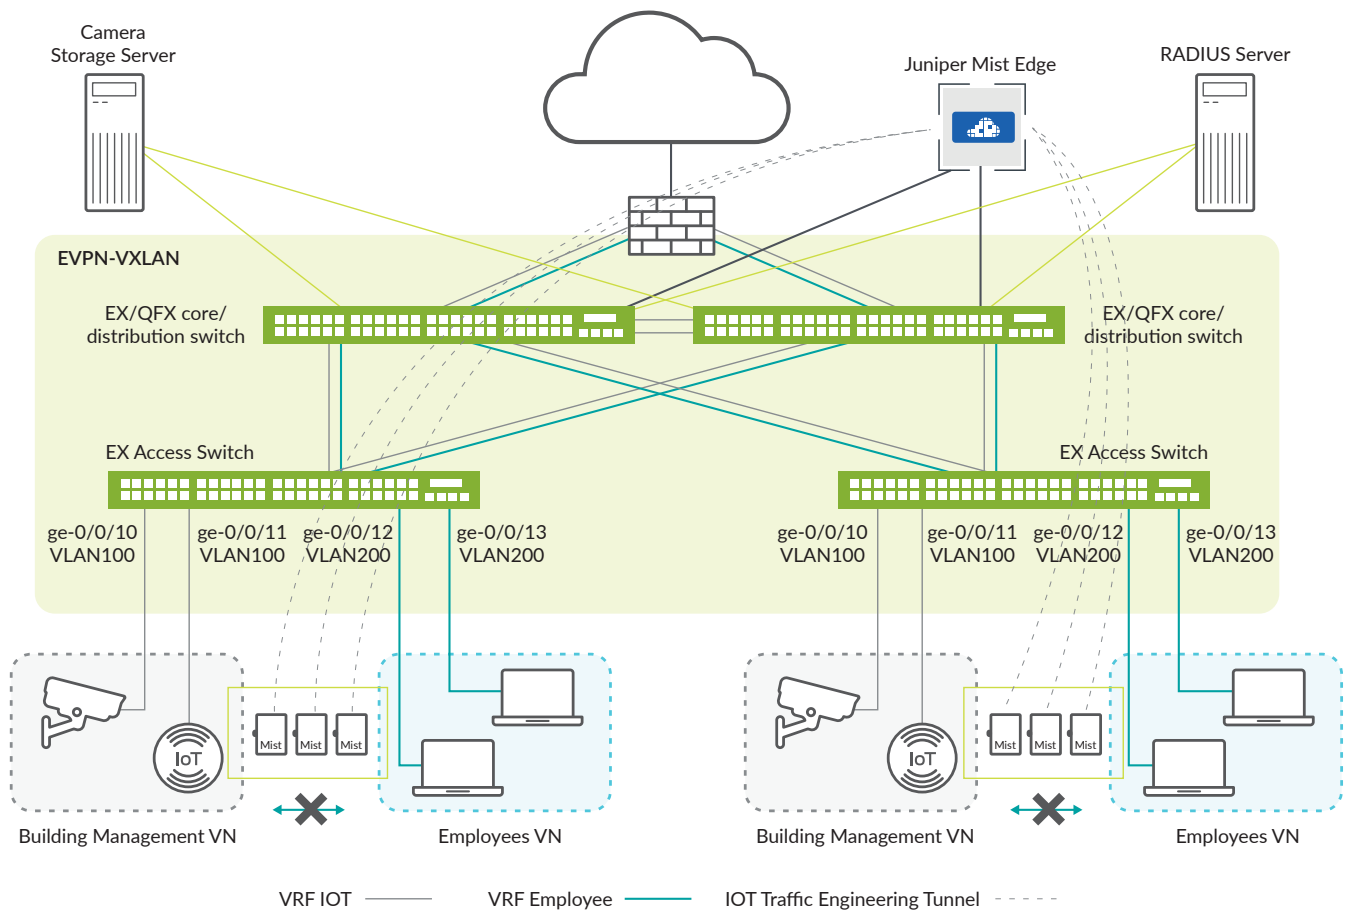 Camera
Storage Server
Juniper Mist Edge
RADIUS Server
EVPN-VXLAN
EX/QFX core/
distribution switch
EX/QFX core/
distribution switch
EX Access Switch
EX Access Switch
ge-0/0/10
VLAN100
ge-0/0/11
VLAN100
ge-0/0/12
VLAN200
ge-0/0/13
VLAN200
ge-0/0/10
VLAN100
ge-0/0/11
VLAN100
ge-0/0/12
VLAN200
ge-0/0/13
VLAN200
IoT
Mist
Mist
Mist
IoT
Mist
Mist
Mist
Building Management VN
Employees VN
Building Management VN
Employees VN
VRF IOT
VRF Employee
IOT Traffic Engineering Tunnel